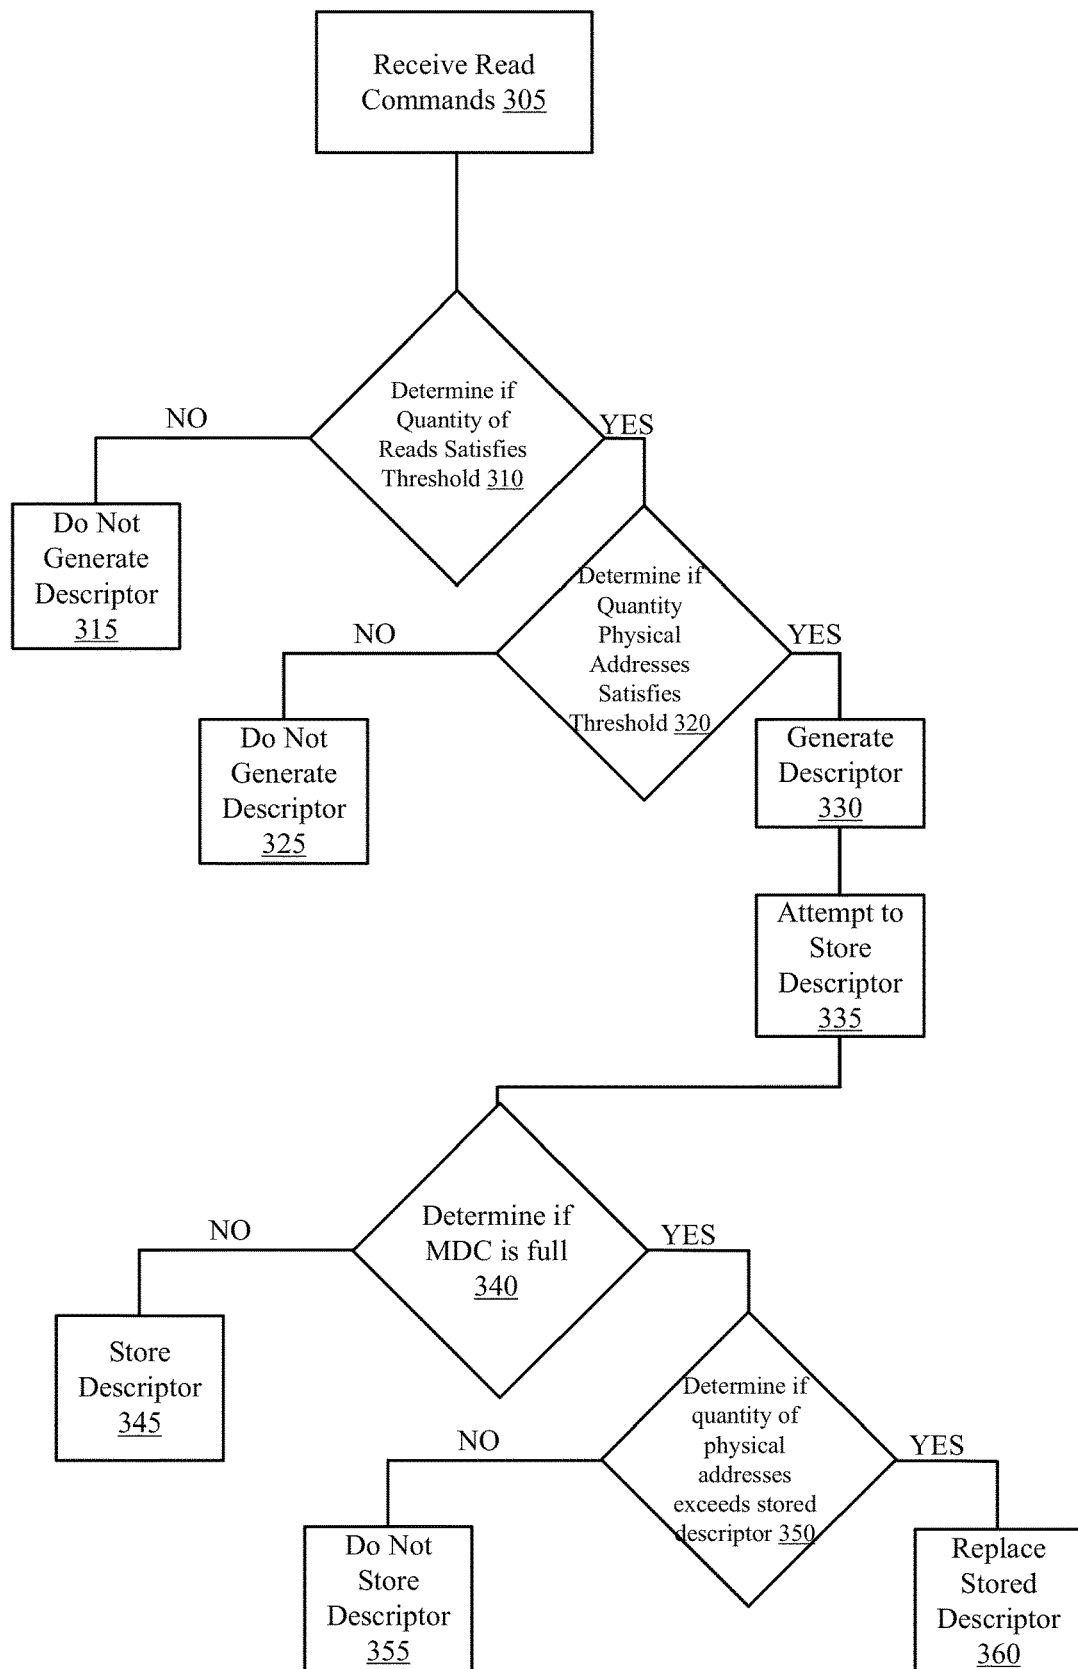 Receive Read
Commands 305
Determine if
Quantity of
Reads Satisfies
Threshold 310
NO
YES
Do Not
Generate
Descriptor
315
Determine if
Quantity
Physical
Addresses
Satisfies
Threshold 320
NO
YES
Do Not
Generate
Descriptor
325
Generate
Descriptor
330
Attempt to
Store
Descriptor
335
Determine if
MDC is full
340
NO
YES
Store
Descriptor
345
Determine if
quantity of
physical
addresses
exceeds stored
descriptor 350
NO
YES
Do Not
Store
Descriptor
355
Replace
Stored
Descriptor
360